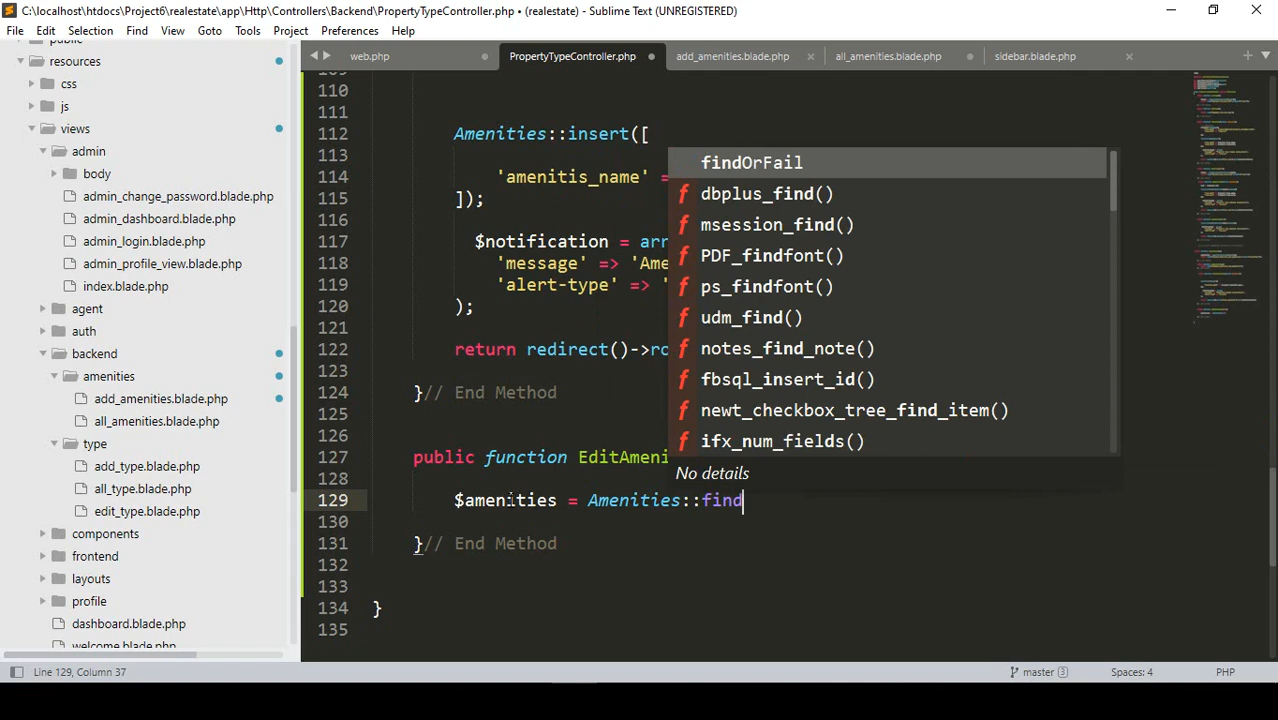 C:\localhost\htdocs\Project6\realestate\app\Http\Controllers\Backend\PropertyTypeController.php • (realestate) - Sublime Text (UNREGISTERED)
File Edit Selection Find View Goto Tools Project Preferences Help
resources
css
js
views
admin
body
admin_change_password.blade.php
admin_dashboard.blade.php
admin_login.blade.php
admin_profile_view.blade.php
index.blade.php
agent
auth
backend
amenities
add_amenities.blade.php
all_amenities.blade.php
type
add_type.blade.php
all_type.blade.php
edit_type.blade.php
components
frontend
layouts
profile
dashboard.blade.php
welcome.blade.php
web.php PropertyTypeController.php add_amenities.blade.php all_amenities.blade.php sidebar.blade.php
110
111
112 Amenities::insert([
113
114 'amenitis_name' =
115 ]);
116
117 $notification = arr
118 'message' => 'Ame
119 'alert-type' => '
120 );
121
122 return redirect()->ro
123
124 }// End Method
125
126
127 public function EditAmeni
128
129 $amenities = Amenities::find
130
131 }// End Method
132
133
134 }
135
findOrFail
f dbplus_find()
f msession_find()
f PDF_findfont()
f ps_findfont()
f udm_find()
f notes_find_note()
f fbsql_insert_id()
f newt_checkbox_tree_find_item()
f ifx_num_fields()
No details
Line 129, Column 37 master 3 Spaces: 4 PHP